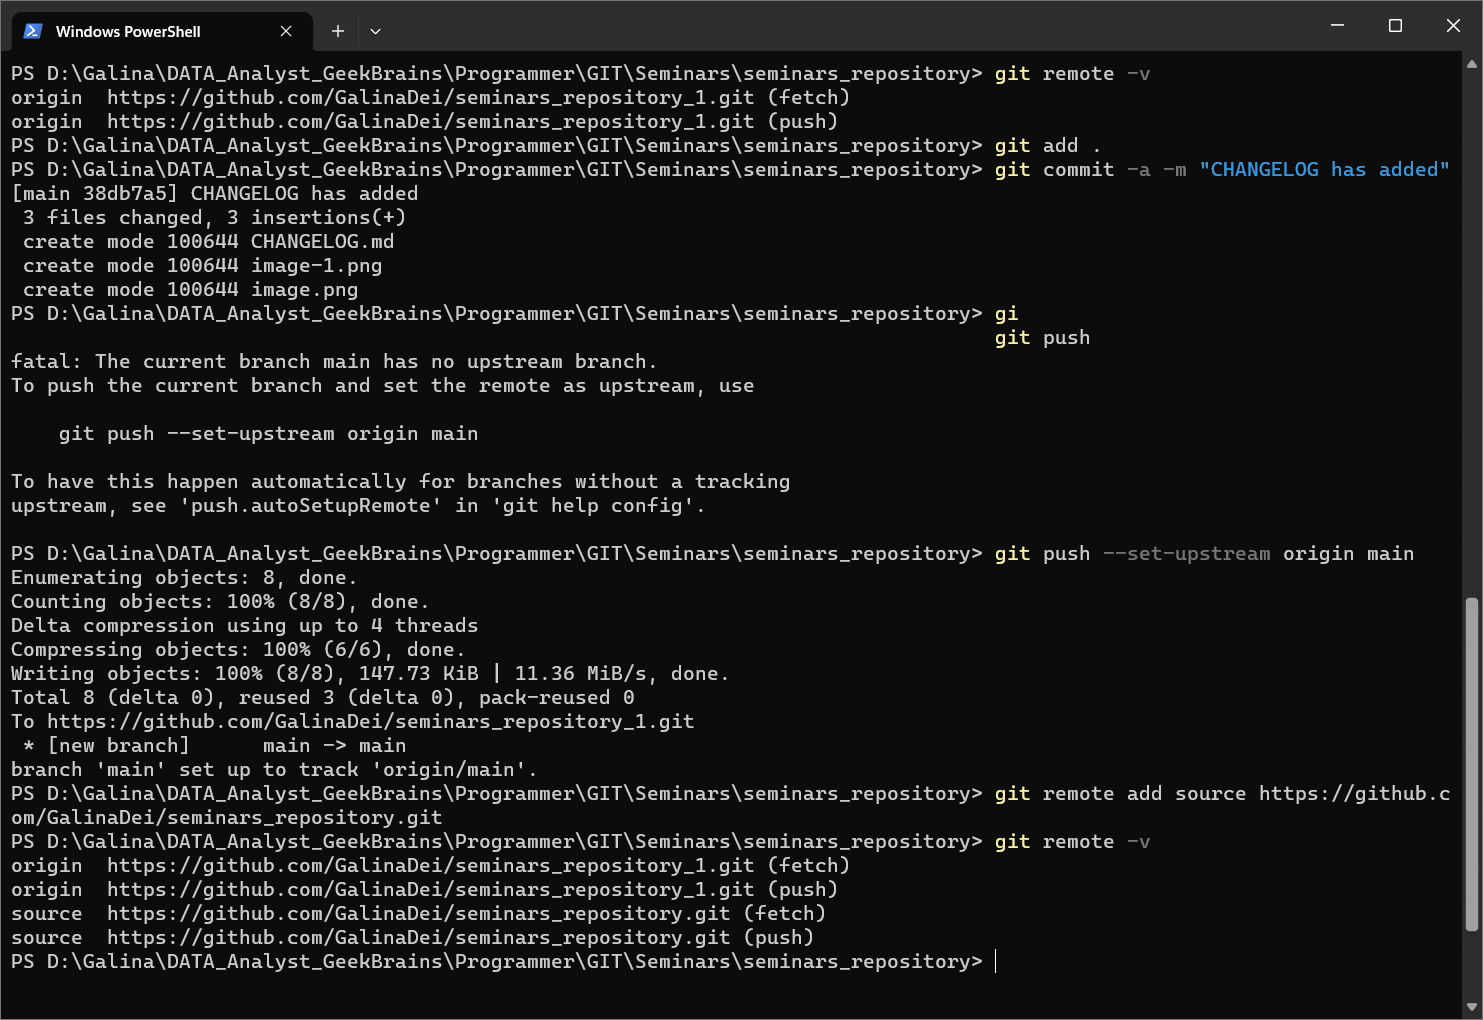 Windows PowerShell
PS D:\Galina\DATA_Analyst_GeekBrains\Programmer\GIT\Seminars\seminars_repository> git remote -v
origin  https://github.com/GalinaDei/seminars_repository_1.git (fetch)
origin  https://github.com/GalinaDei/seminars_repository_1.git (push)
PS D:\Galina\DATA_Analyst_GeekBrains\Programmer\GIT\Seminars\seminars_repository> git add .
PS D:\Galina\DATA_Analyst_GeekBrains\Programmer\GIT\Seminars\seminars_repository> git commit -a -m "CHANGELOG has added"
[main 38db7a5] CHANGELOG has added
 3 files changed, 3 insertions(+)
 create mode 100644 CHANGELOG.md
 create mode 100644 image-1.png
 create mode 100644 image.png
PS D:\Galina\DATA_Analyst_GeekBrains\Programmer\GIT\Seminars\seminars_repository> gi
git push
fatal: The current branch main has no upstream branch.
To push the current branch and set the remote as upstream, use
    git push --set-upstream origin main
To have this happen automatically for branches without a tracking
upstream, see 'push.autoSetupRemote' in 'git help config'.
PS D:\Galina\DATA_Analyst_GeekBrains\Programmer\GIT\Seminars\seminars_repository> git push --set-upstream origin main
Enumerating objects: 8, done.
Counting objects: 100% (8/8), done.
Delta compression using up to 4 threads
Compressing objects: 100% (6/6), done.
Writing objects: 100% (8/8), 147.73 KiB | 11.36 MiB/s, done.
Total 8 (delta 0), reused 3 (delta 0), pack-reused 0
To https://github.com/GalinaDei/seminars_repository_1.git
 * [new branch]      main -> main
branch 'main' set up to track 'origin/main'.
PS D:\Galina\DATA_Analyst_GeekBrains\Programmer\GIT\Seminars\seminars_repository> git remote add source https://github.c
om/GalinaDei/seminars_repository.git
PS D:\Galina\DATA_Analyst_GeekBrains\Programmer\GIT\Seminars\seminars_repository> git remote -v
origin  https://github.com/GalinaDei/seminars_repository_1.git (fetch)
origin  https://github.com/GalinaDei/seminars_repository_1.git (push)
source  https://github.com/GalinaDei/seminars_repository.git (fetch)
source  https://github.com/GalinaDei/seminars_repository.git (push)
PS D:\Galina\DATA_Analyst_GeekBrains\Programmer\GIT\Seminars\seminars_repository>